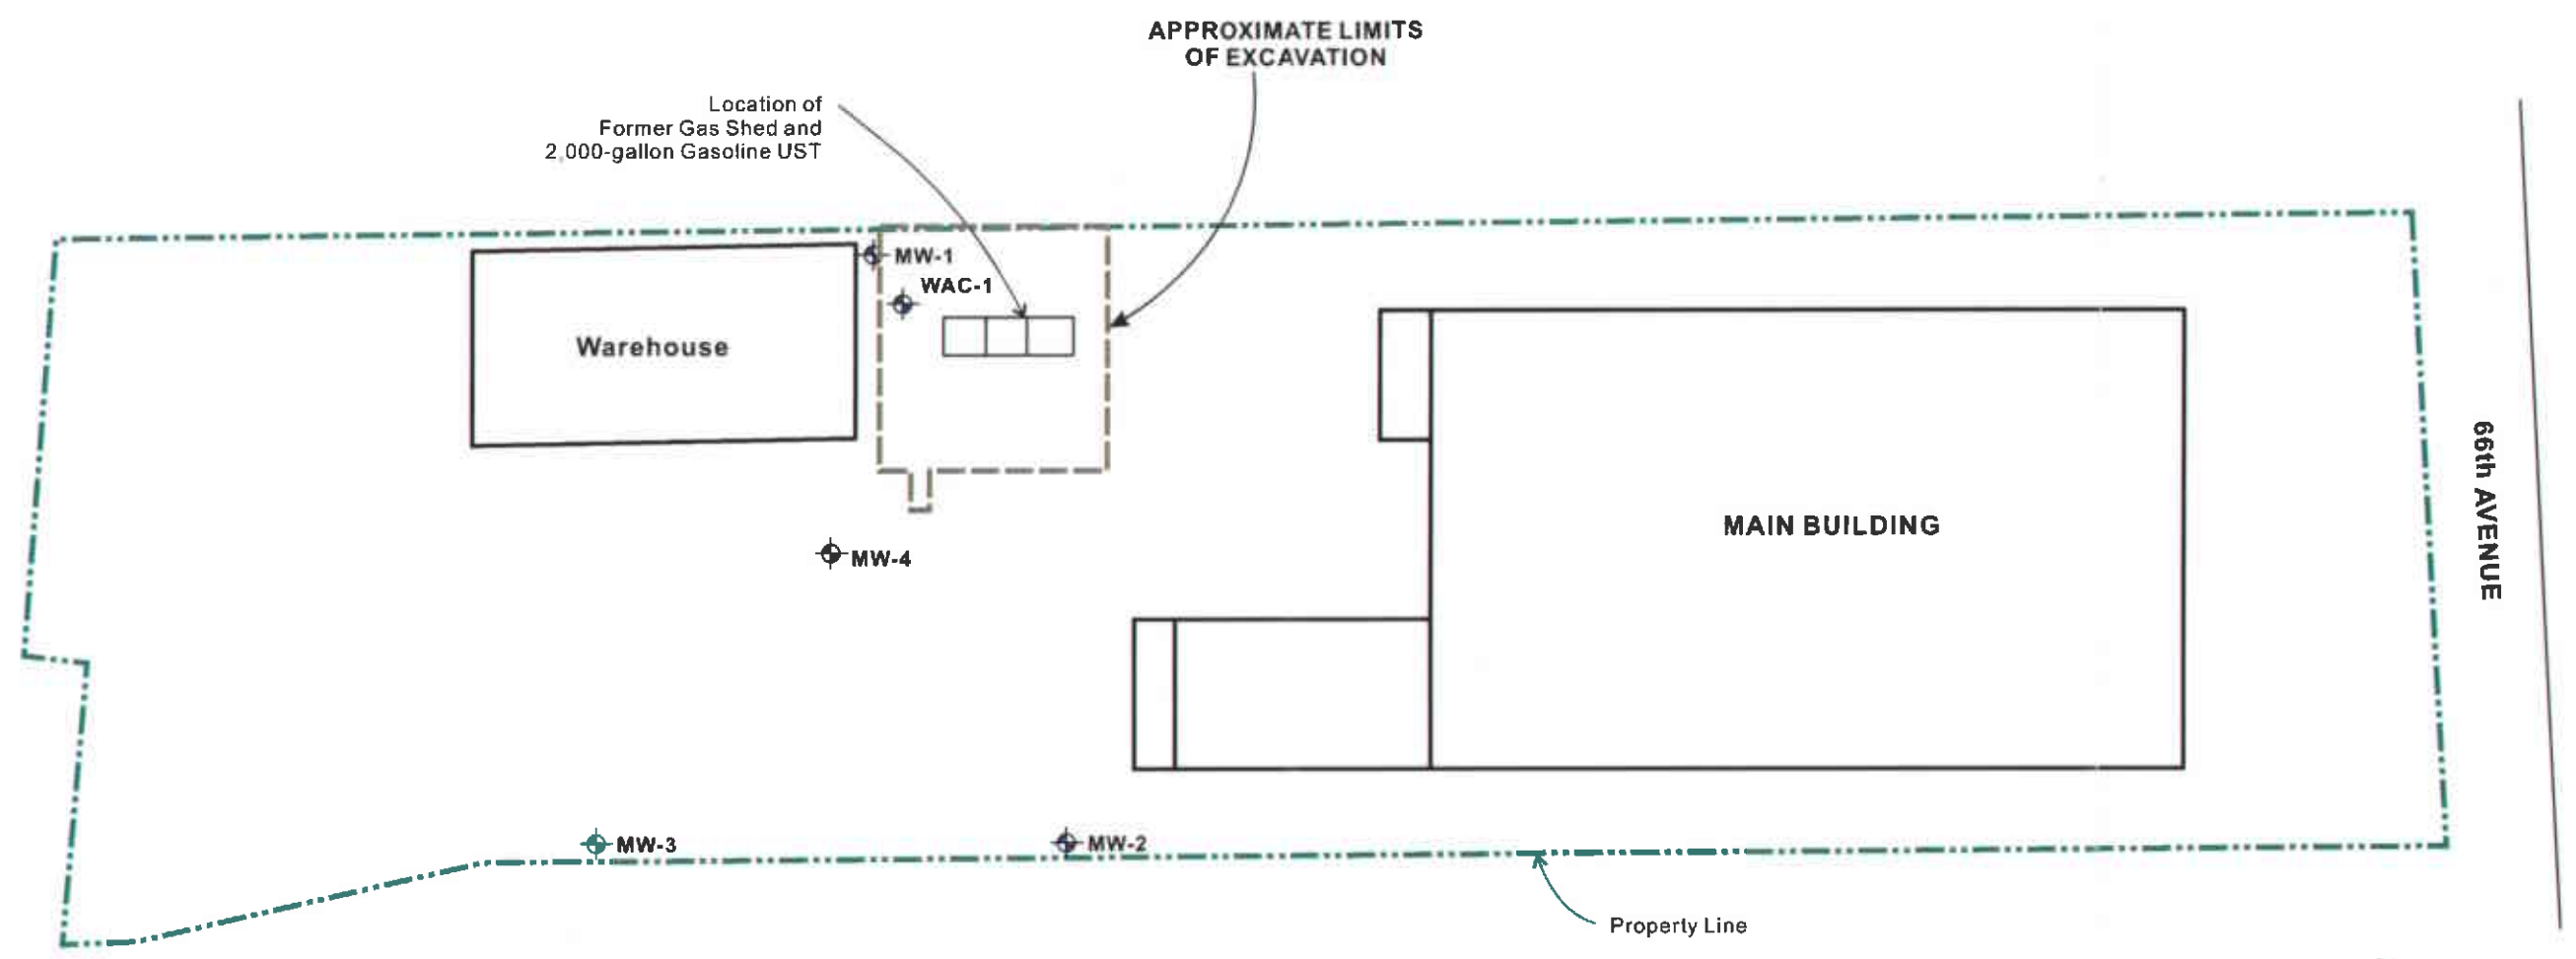 APPROXIMATE LIMITS
OF EXCAVATION
Location of
Former Gas Shed and
2,000-gallon Gasoline UST
MW-1
WAC-1
Warehouse
66th AVENUE
MAIN BUILDING
MW-4
MW-3
MW-2
Property Line